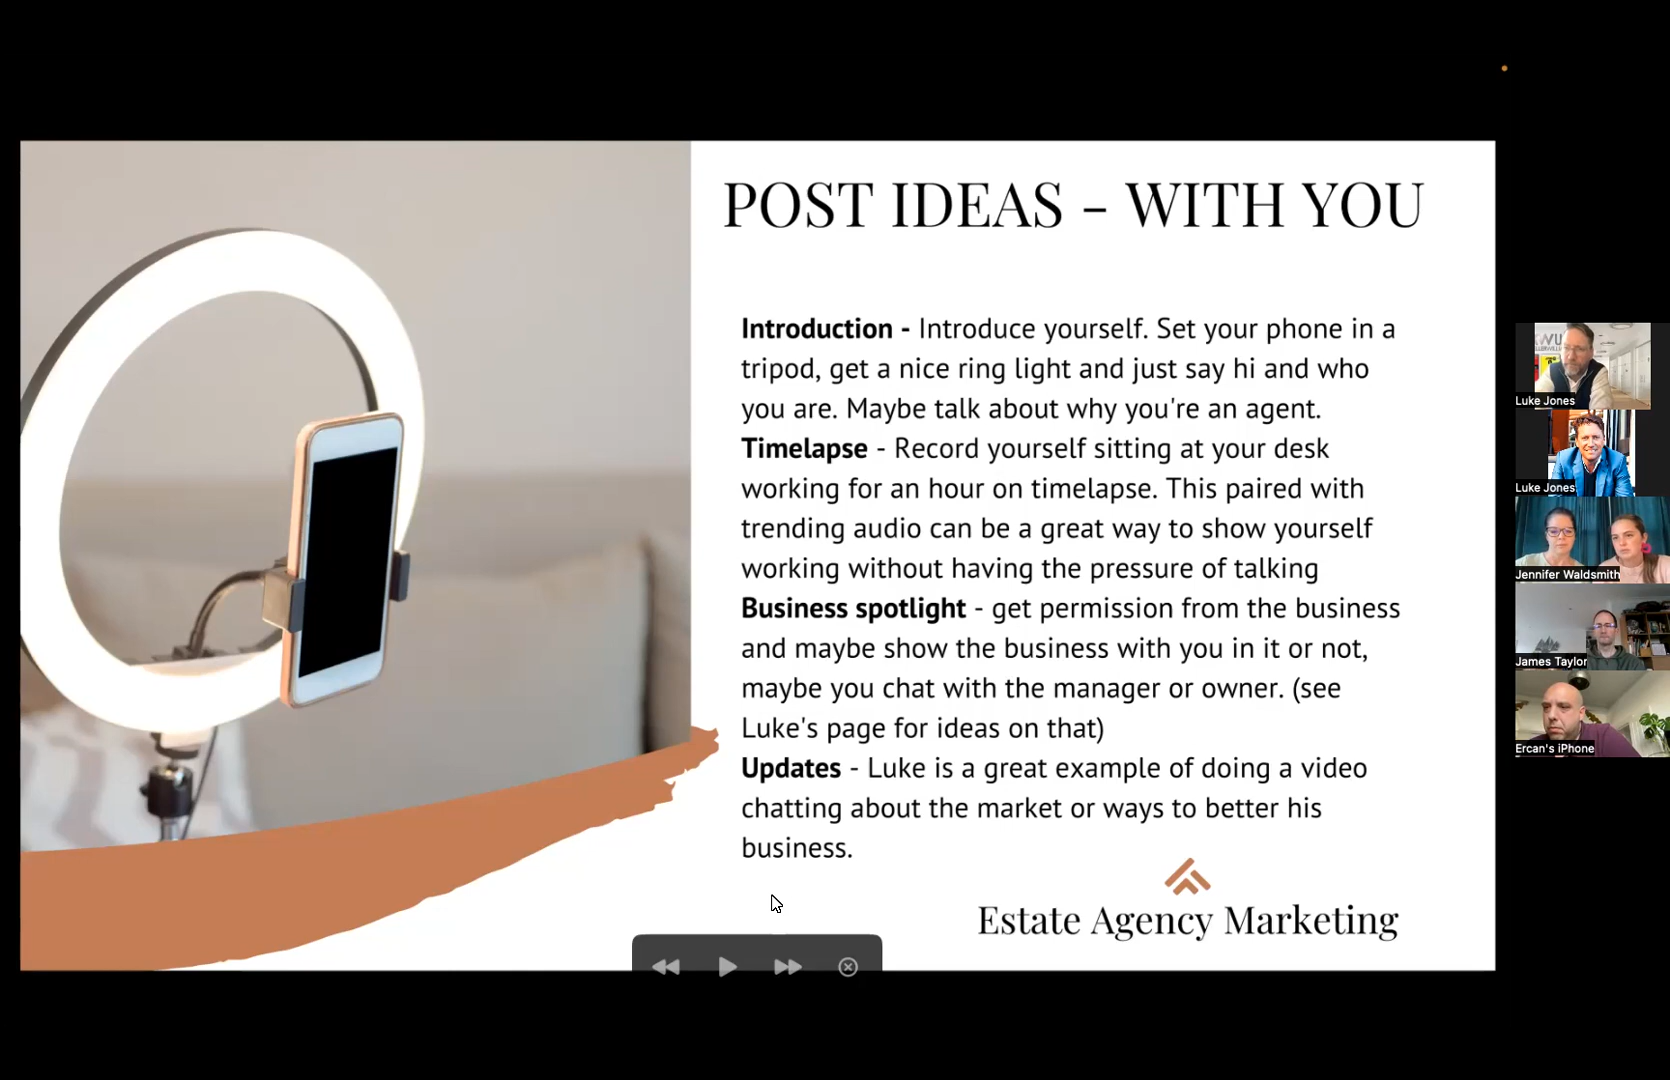 POST IDEAS – WITH YOU
Introduction - Introduce yourself. Set your phone in a
tripod, get a nice ring light and just say hi and who
you are. Maybe talk about why you're an agent.
Timelapse - Record yourself sitting at your desk
working for an hour on timelapse. This paired with
trending audio can be a great way to show yourself
working without having the pressure of talking
Business spotlight - get permission from the business
and maybe show the business with you in it or not,
maybe you chat with the manager or owner. (see
Luke's page for ideas on that)
Updates - Luke is a great example of doing a video
chatting about the market or ways to better his
business.
Estate Agency Marketing
Luke Jones
Luke Jones
Jennifer Waldsmith
James Taylor
Ercan's iPhone